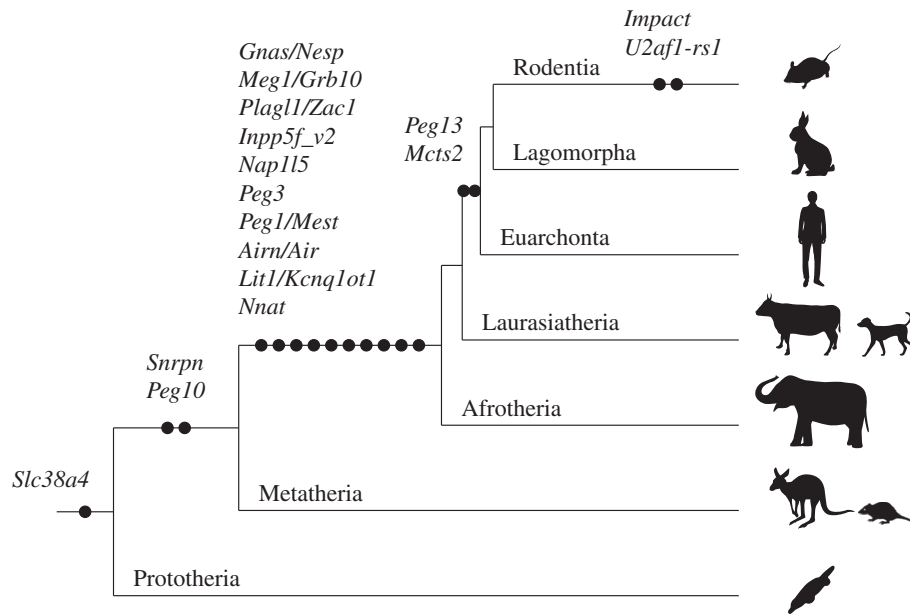 Impact
U2af1-rs1
Gnas/Nesp
Meg1/Grb10
Plagl1/Zac1
Inpp5f_v2
Nap1l5
Peg3
Peg1/Mest
Airn/Air
Lit1/Kcnq1ot1
Nnat
Peg13
Mcts2
Rodentia
Lagomorpha
Euarchonta
Laurasiatheria
Snrpn
Peg10
Afrotheria
Slc38a4
Metatheria
Prototheria